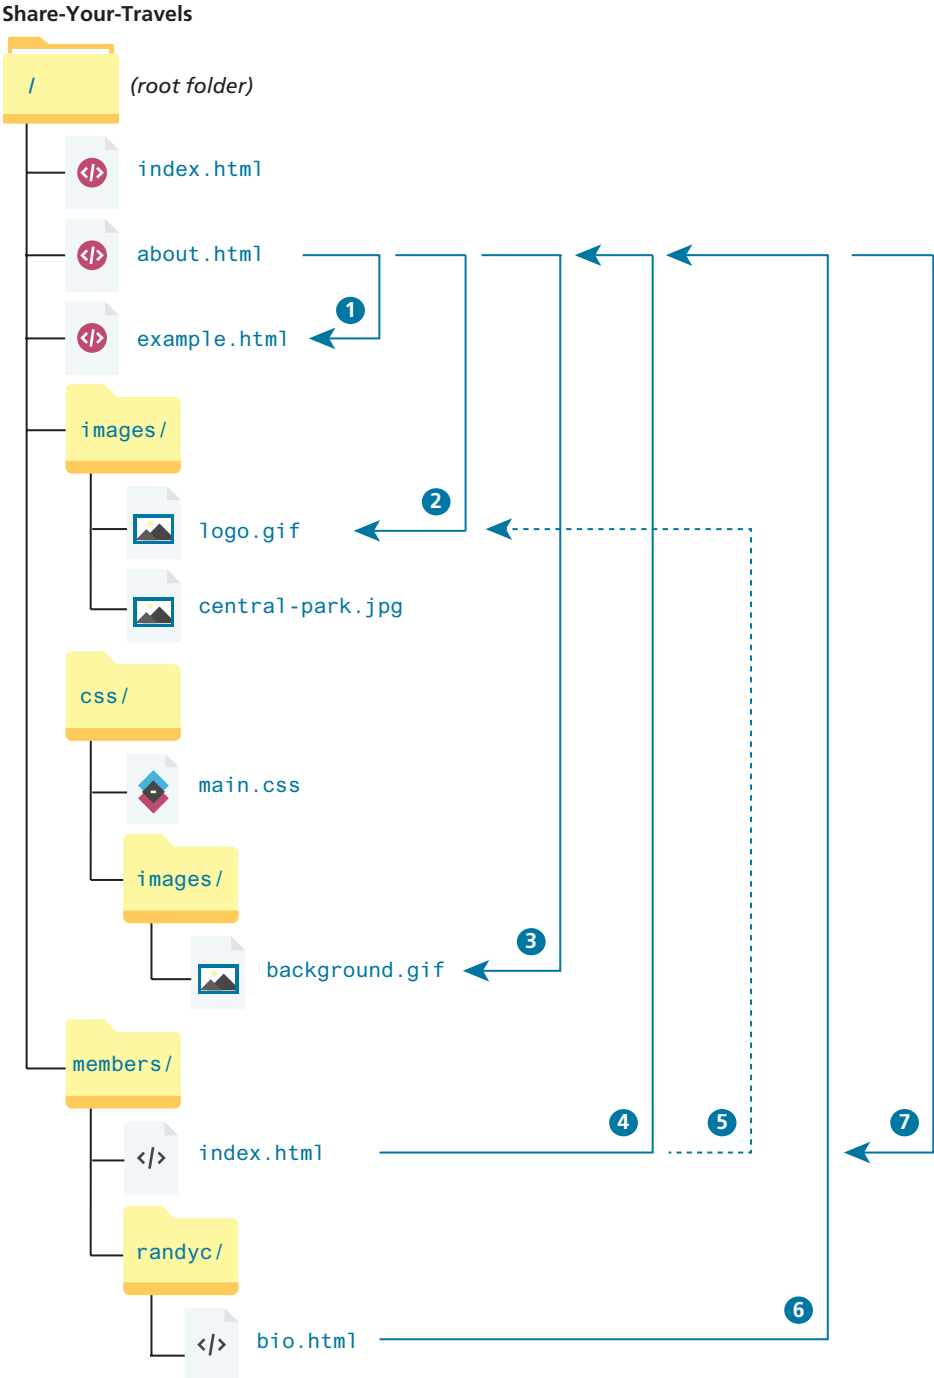 Share-Your-Travels
/ (root folder)
index.html
about.html
1
example.html
images/
2
logo.gif
central-park.jpg
css/
main.css
images/
3
background.gif
members/
4 5 7
index.html
randyc/
6
bio.html